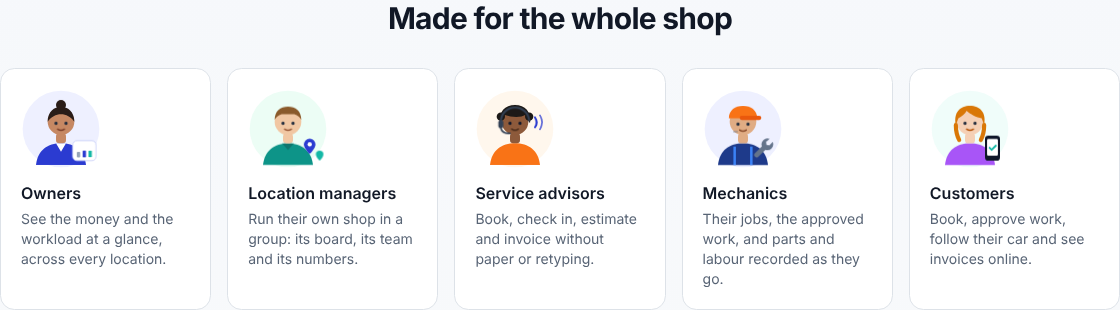 Made for the whole shop
Owners
See the money and the
workload at a glance,
across every location.
Location managers
Run their own shop in a
group: its board, its team
and its numbers.
Service advisors
Book, check in, estimate
and invoice without
paper or retyping.
Mechanics
Their jobs, the approved
work, and parts and
labour recorded as they
go.
Customers
Book, approve work,
follow their car and see
invoices online.